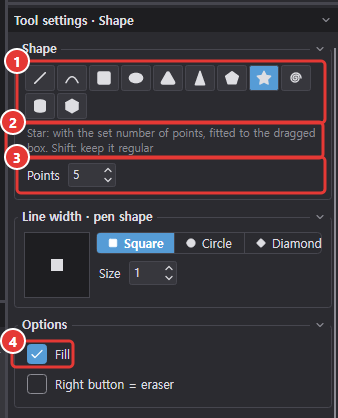 Tool settings · Shape
Shape
1
2
Star: with the set number of points, fitted to the dragged
box. Shift: keep it regular
3
Points 5
Line width · pen shape
Square Circle Diamond
Size 1
Options
4
Fill
Right button = eraser